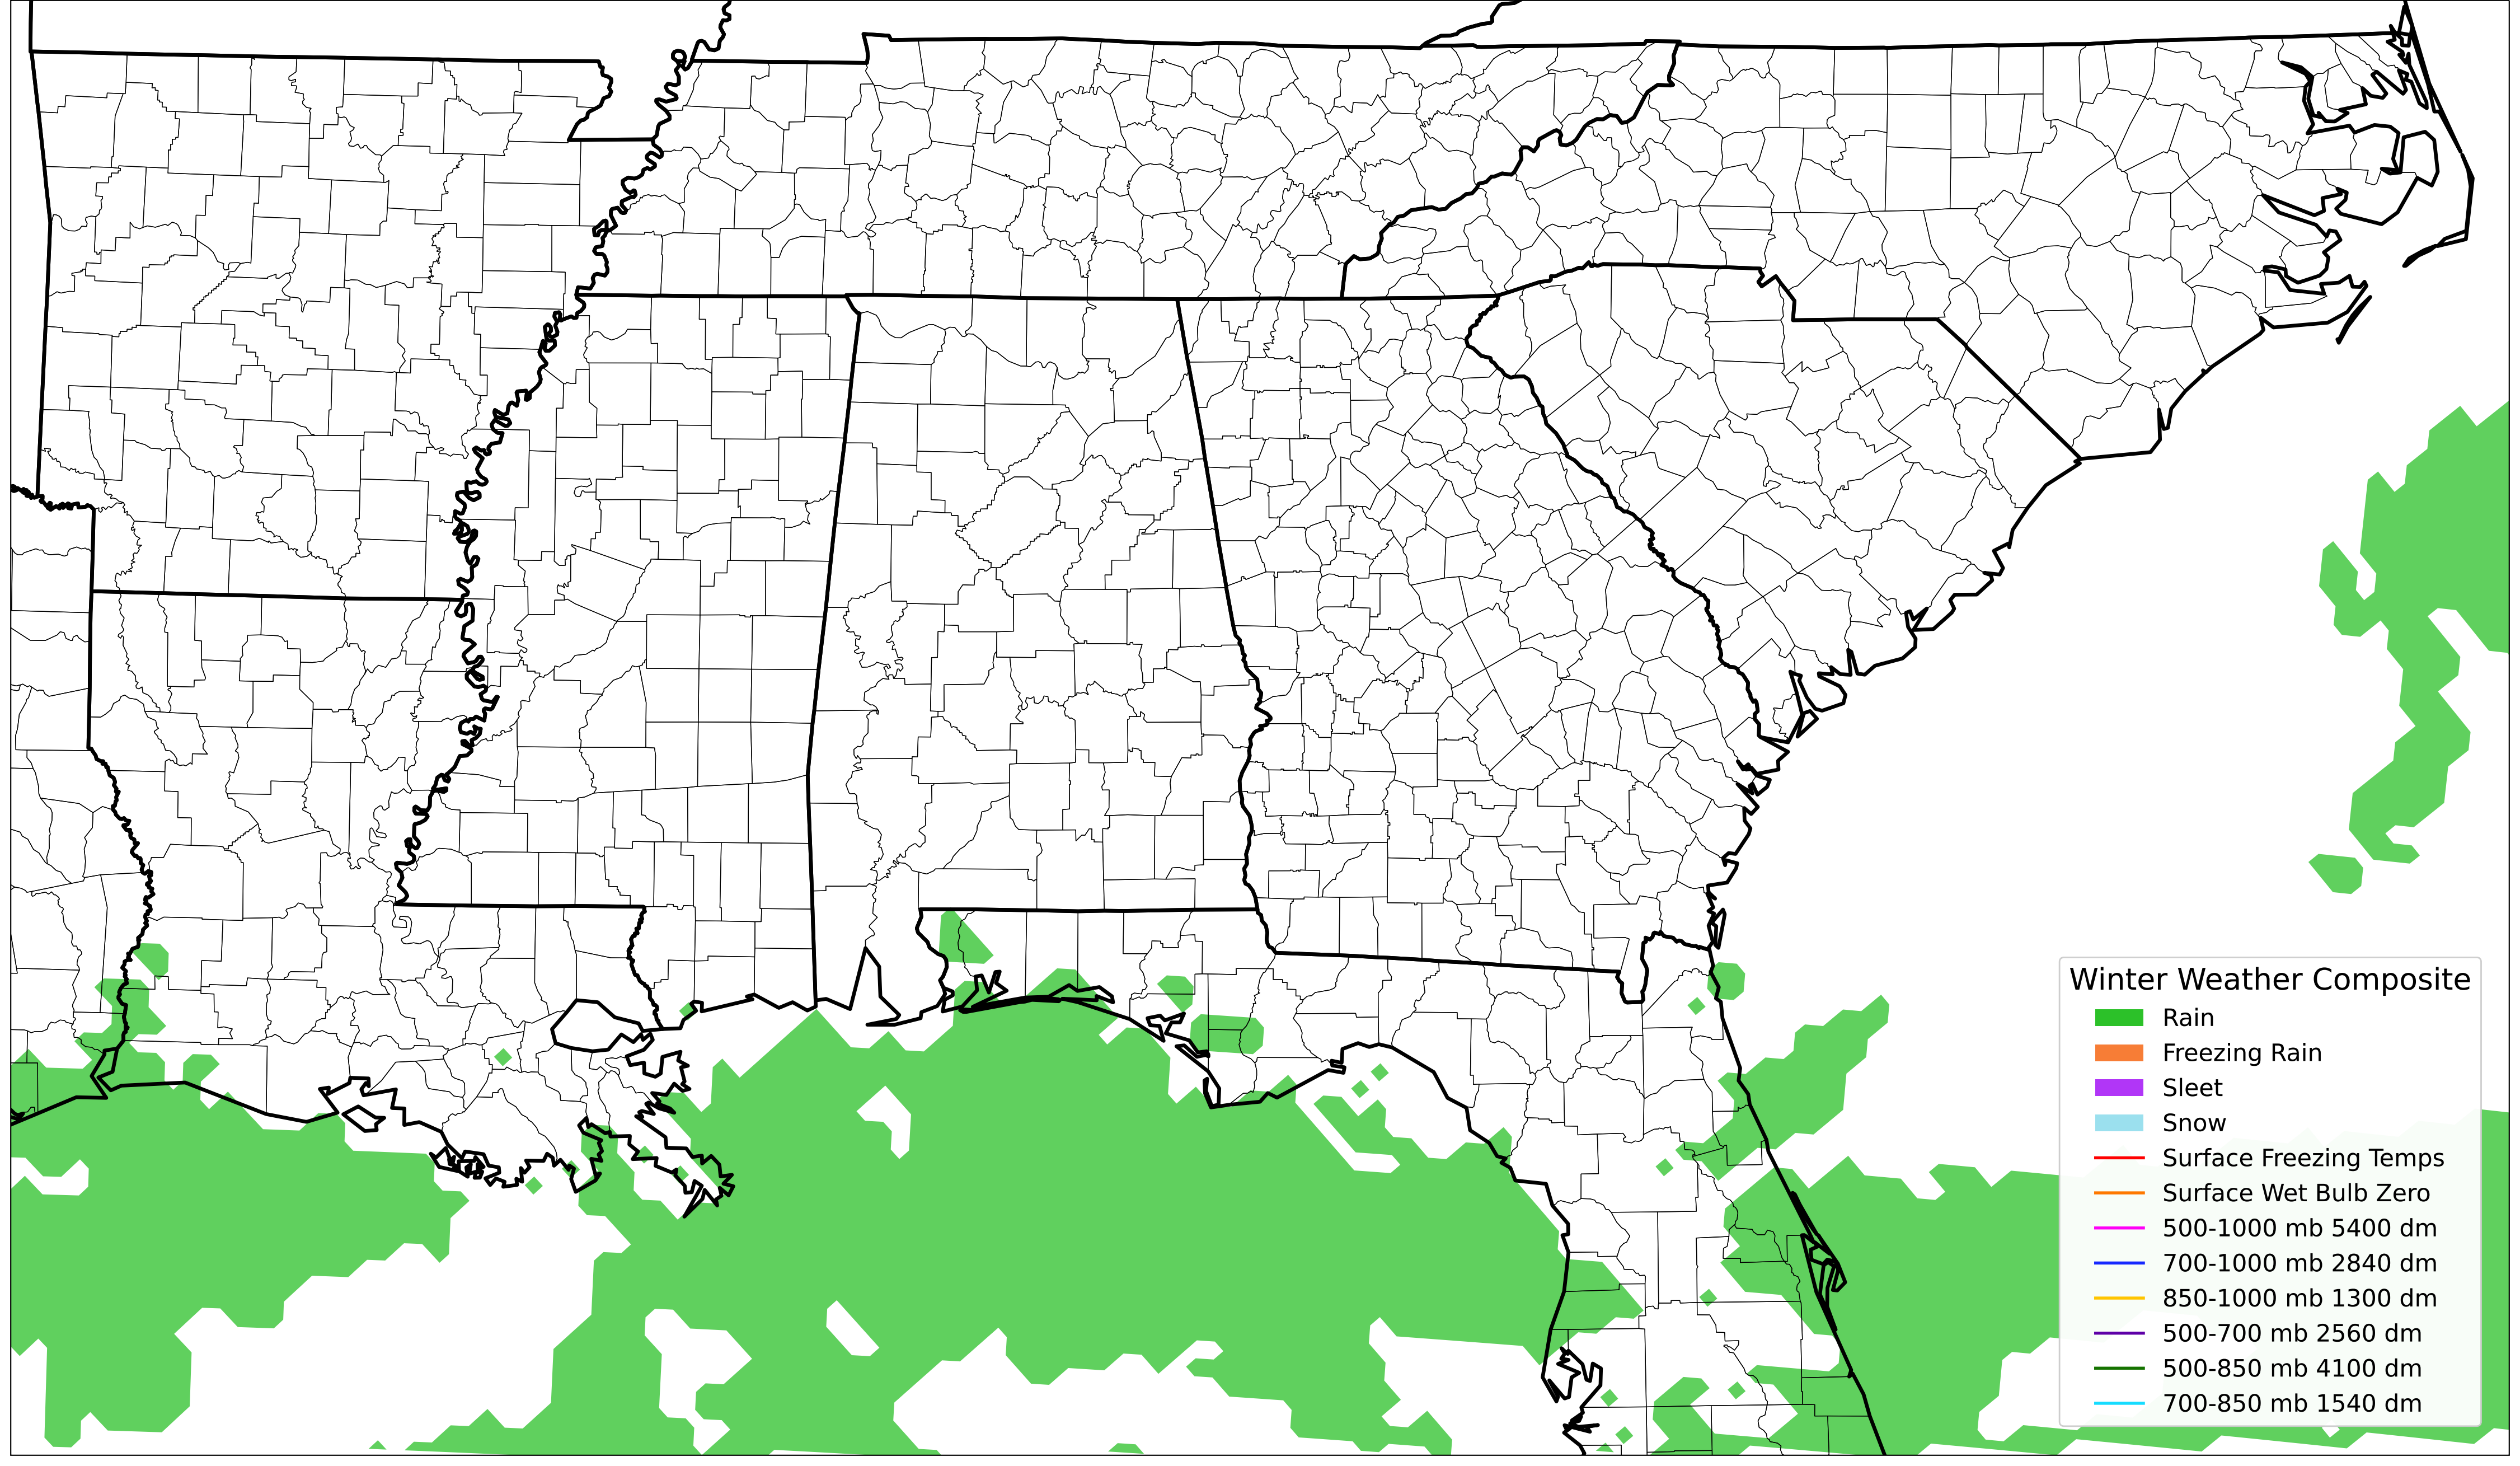 Winter Weather Composite
Rain
Freezing Rain
Sleet
Snow
Surface Freezing Temps
Surface Wet Bulb Zero
500-1000 mb 5400 dm
700-1000 mb 2840 dm
850-1000 mb 1300 dm
500-700 mb 2560 dm
500-850 mb 4100 dm
700-850 mb 1540 dm